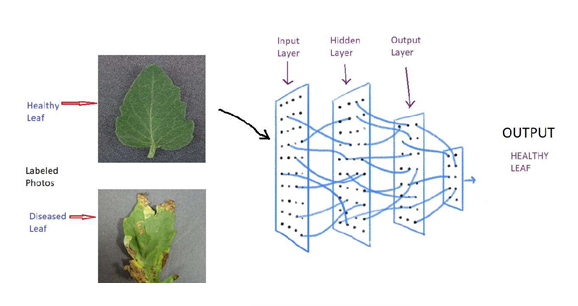 Input
Layer
Hidden
Layer
Output
Layer
Healthy
Leaf
Labeled
Photos
Diseased
Leaf
OUTPUT
HEALTHY
LEAF